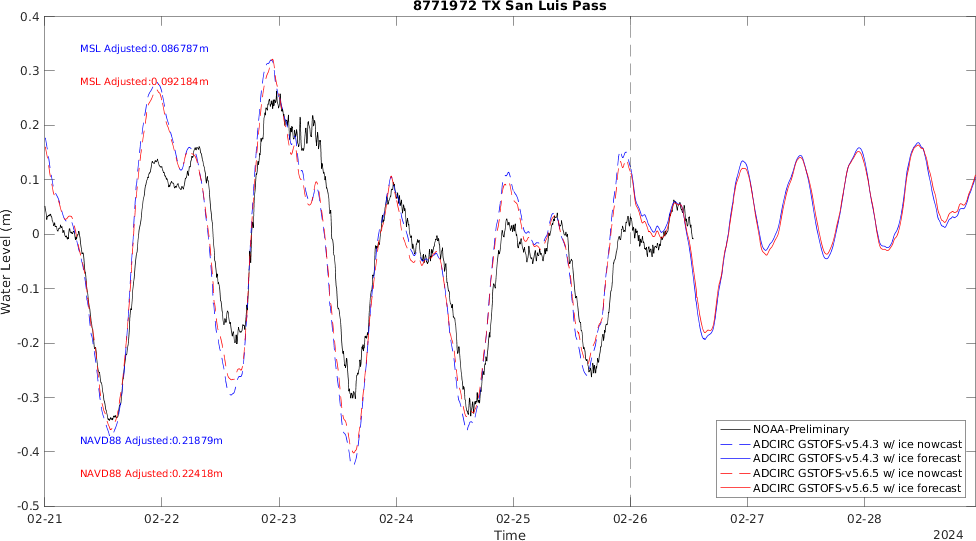 8771972 TX San Luis Pass
0.4
0.3
0.2
0.1
0
-0.1
-0.2
-0.3
-0.4
-0.5
Water Level (m)
MSL Adjusted:0.086787m
MSL Adjusted:0.092184m
NAVD88 Adjusted:0.21879m
NAVD88 Adjusted:0.22418m
NOAA-Preliminary
ADCIRC GSTOFS-v5.4.3 w/ ice nowcast
ADCIRC GSTOFS-v5.4.3 w/ ice forecast
ADCIRC GSTOFS-v5.6.5 w/ ice nowcast
ADCIRC GSTOFS-v5.6.5 w/ ice forecast
02-21 02-22 02-23 02-24 02-25 02-26 02-27 02-28
Time
2024